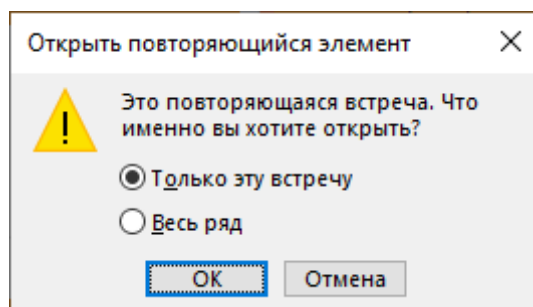 Открыть повторяющийся элемент
Это повторяющаяся встреча. Что
именно вы хотите открыть?
Только эту встречу
Весь ряд
ОК
Отмена